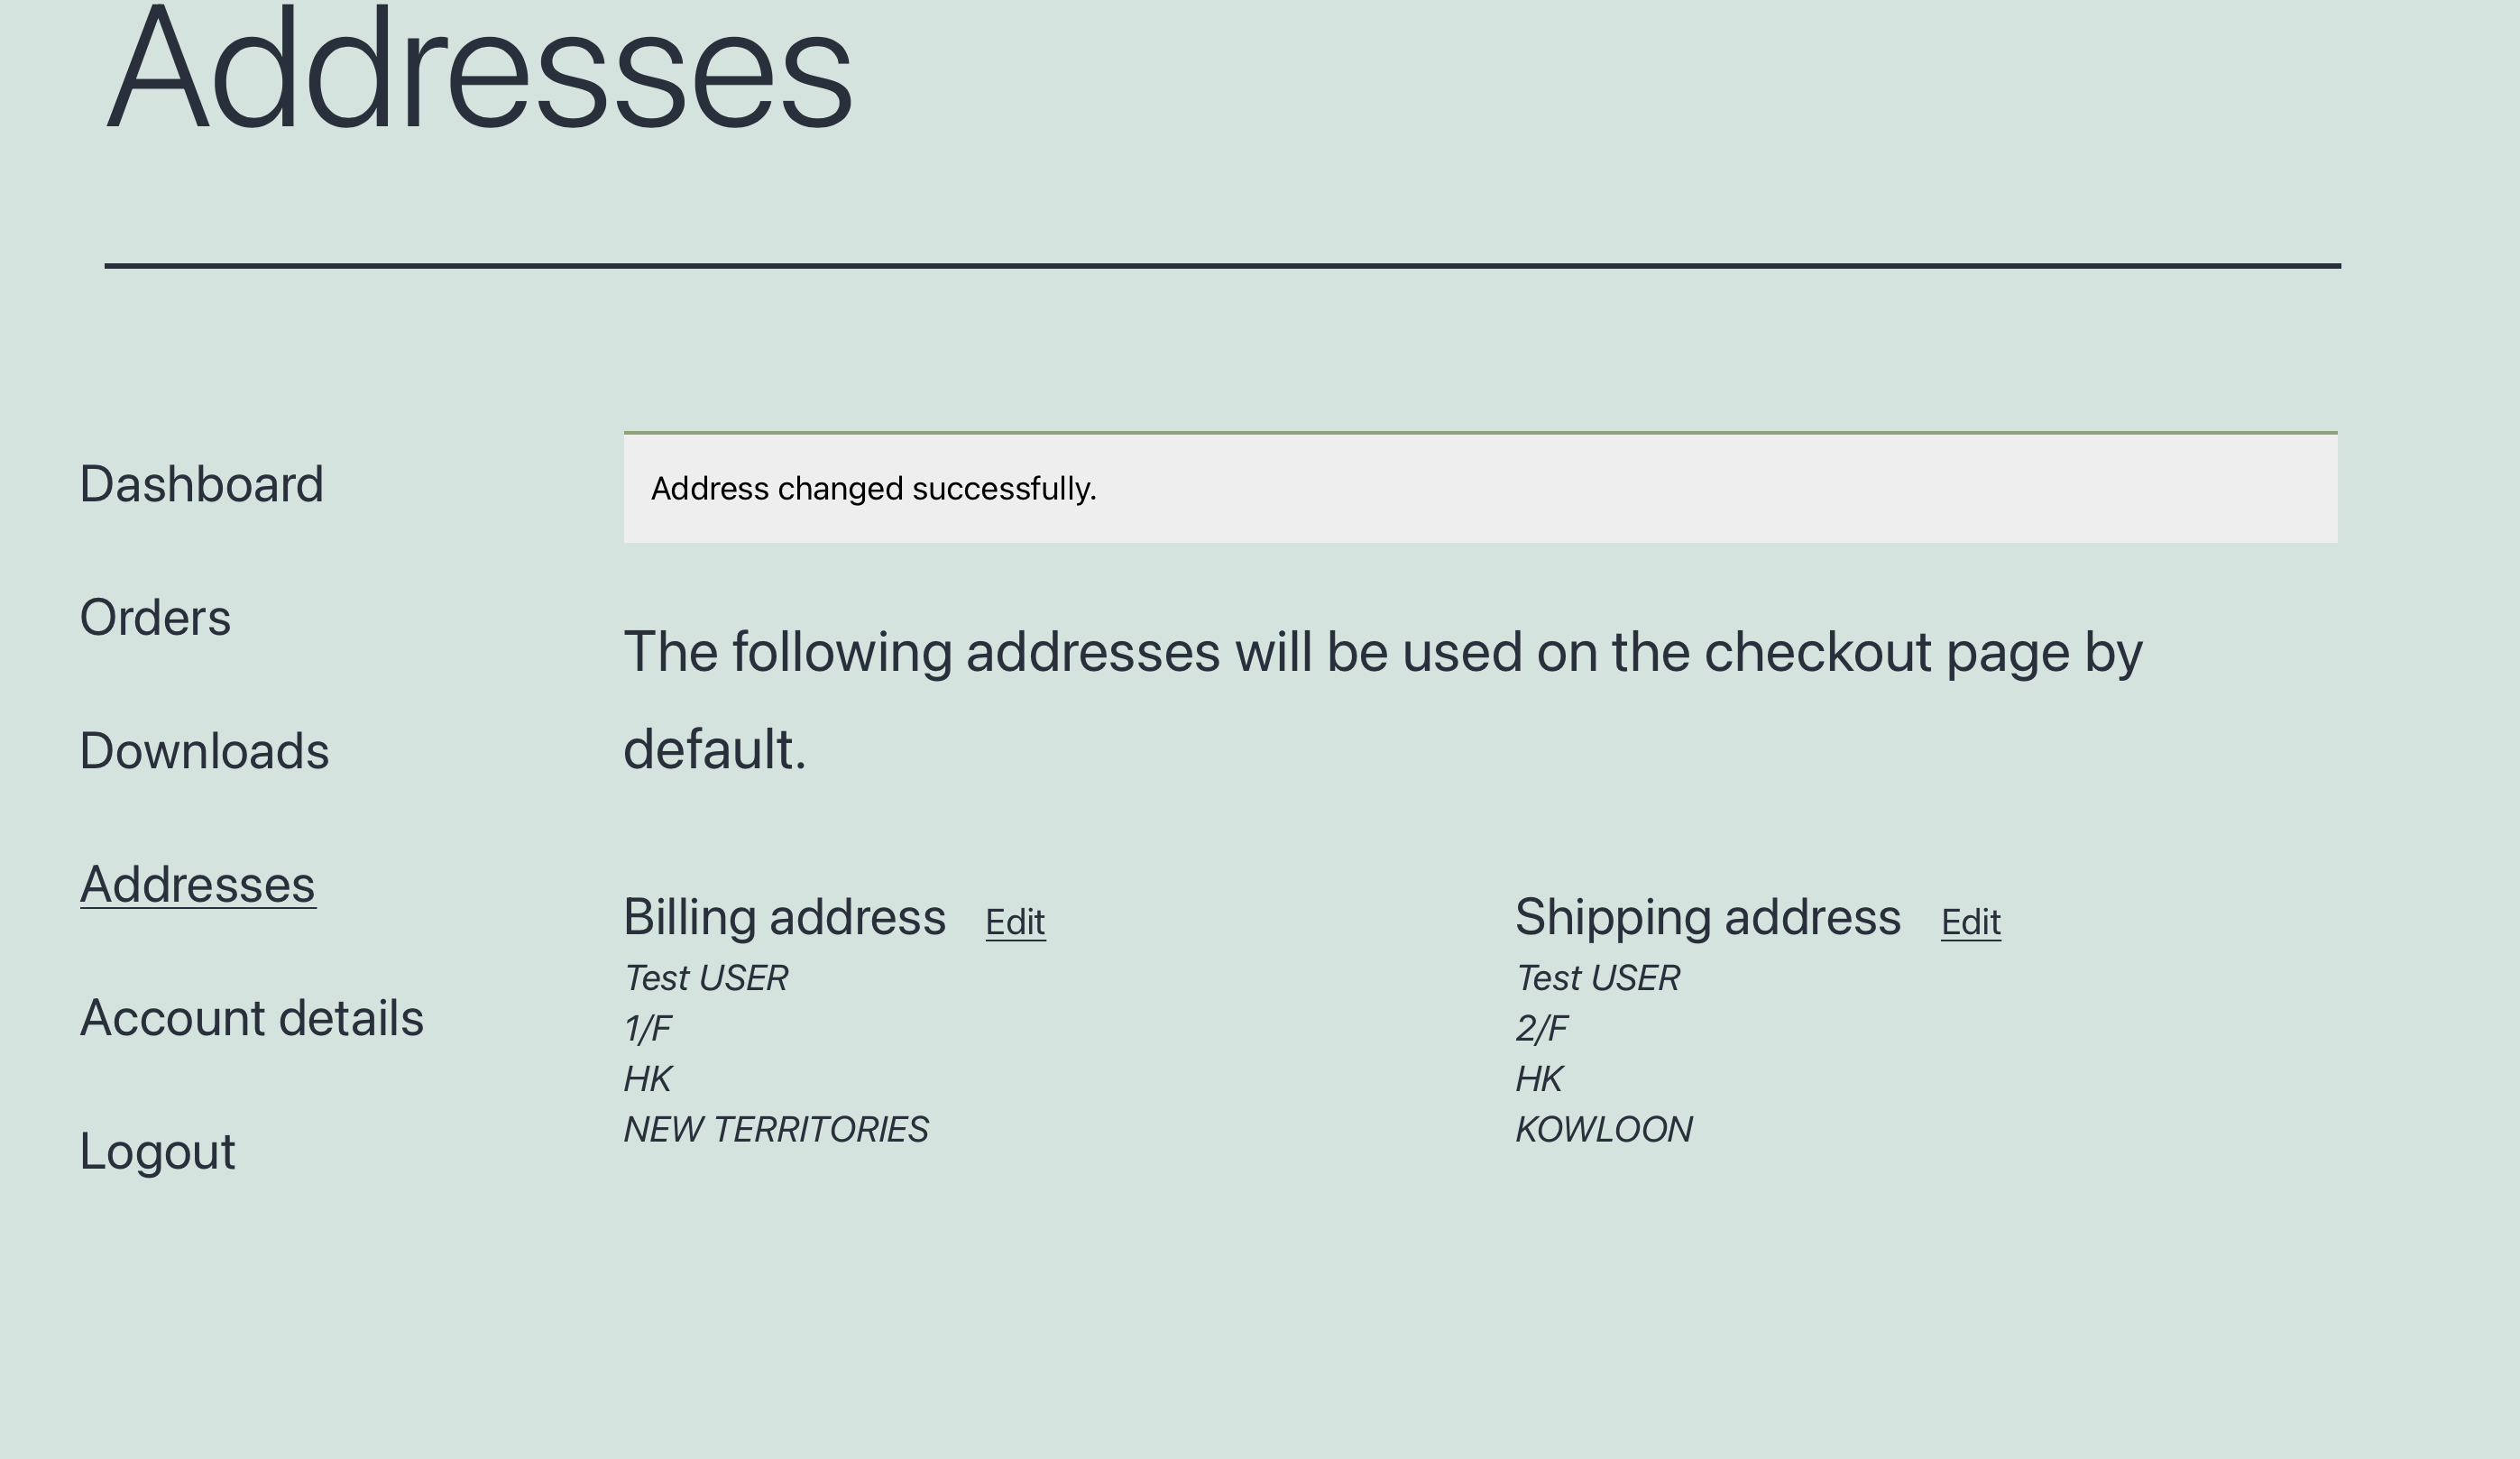 Addresses
Dashboard
Orders
Downloads
Addresses
Account details
Logout
Address changed successfully.
The following addresses will be used on the checkout page by
default.
Billing address Edit
Test USER
1/F
HK
NEW TERRITORIES
Shipping address Edit
Test USER
2/F
HK
KOWLOON